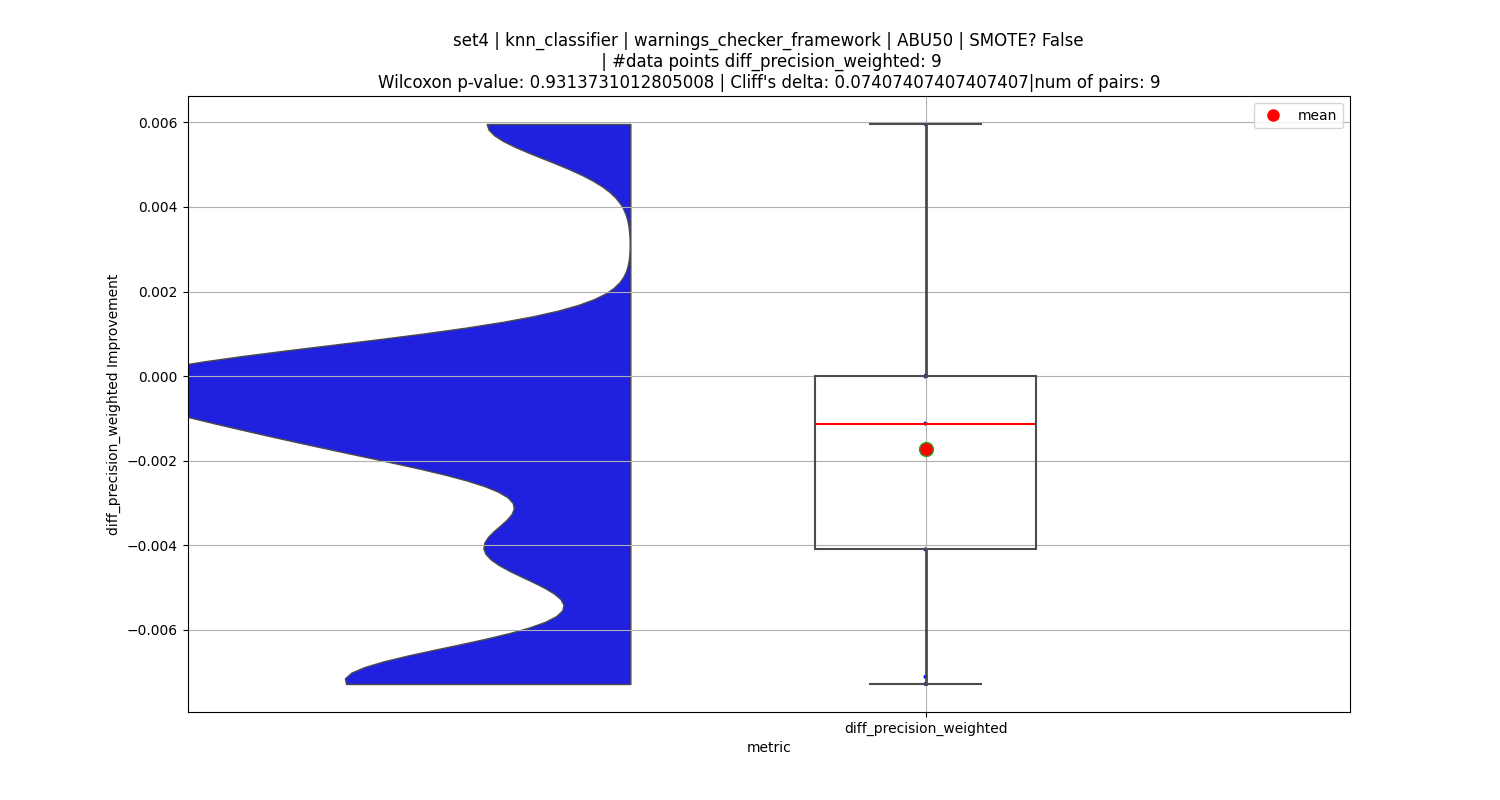 set4 | knn_classifier | warnings_checker_framework | ABU50 | SMOTE? False
| #data points diff_precision_weighted: 9
Wilcoxon p-value: 0.9313731012805008 | Cliff's delta: 0.07407407407407407|num of pairs: 9
mean
0.006
0.004
0.002
0.000
−0.002
−0.004
−0.006
diff_precision_weighted Improvement
diff_precision_weighted
metric